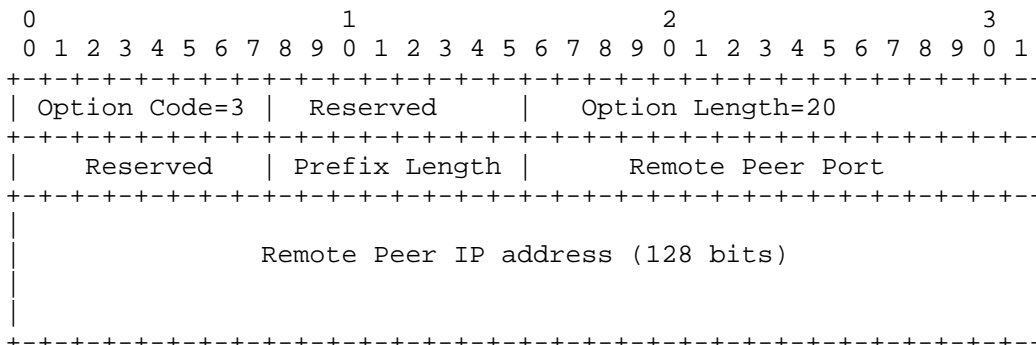 0                   1                   2                   3
 0 1 2 3 4 5 6 7 8 9 0 1 2 3 4 5 6 7 8 9 0 1 2 3 4 5 6 7 8 9 0 1
+-+-+-+-+-+-+-+-+-+-+-+-+-+-+-+-+-+-+-+-+-+-+-+-+-+-+-+-+-+-+-+--
| Option Code=3 |  Reserved     |   Option Length=20
+-+-+-+-+-+-+-+-+-+-+-+-+-+-+-+-+-+-+-+-+-+-+-+-+-+-+-+-+-+-+-+--
|    Reserved   | Prefix Length |      Remote Peer Port
+-+-+-+-+-+-+-+-+-+-+-+-+-+-+-+-+-+-+-+-+-+-+-+-+-+-+-+-+-+-+-+--
|
|               Remote Peer IP address (128 bits)
|
|
+-+-+-+-+-+-+-+-+-+-+-+-+-+-+-+-+-+-+-+-+-+-+-+-+-+-+-+-+-+-+-+--